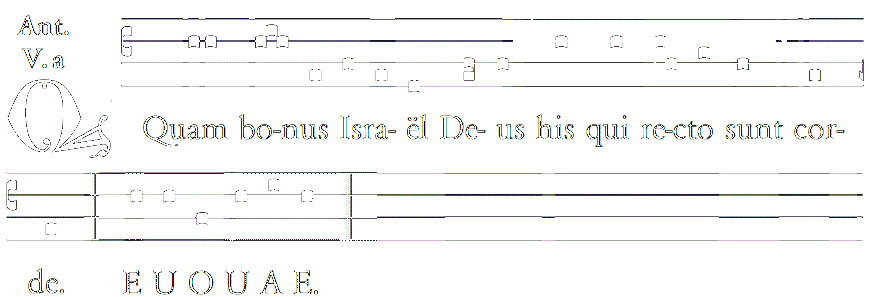 Ant.
V. a
Quam bo-nus Isra- ël De- us his qui re-cto sunt cor-
de. E U O U A E.